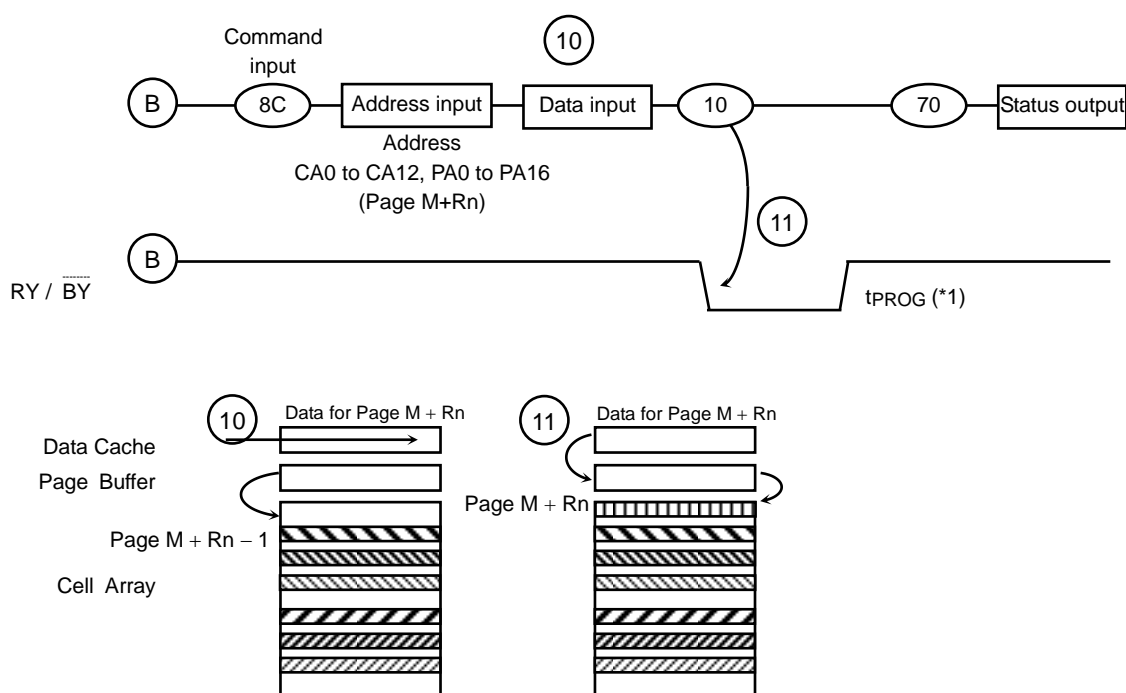 Command
input
10
B
8C
Address input
Data input
10
70
Status output
Address
CA0 to CA12, PA0 to PA16
(Page M+Rn)
11
B
RY / BY
tPROG (*1)
10
Data for Page M + Rn
11
Data for Page M + Rn
Data Cache
Page Buffer
Page M + Rn
Page M + Rn − 1
Cell Array